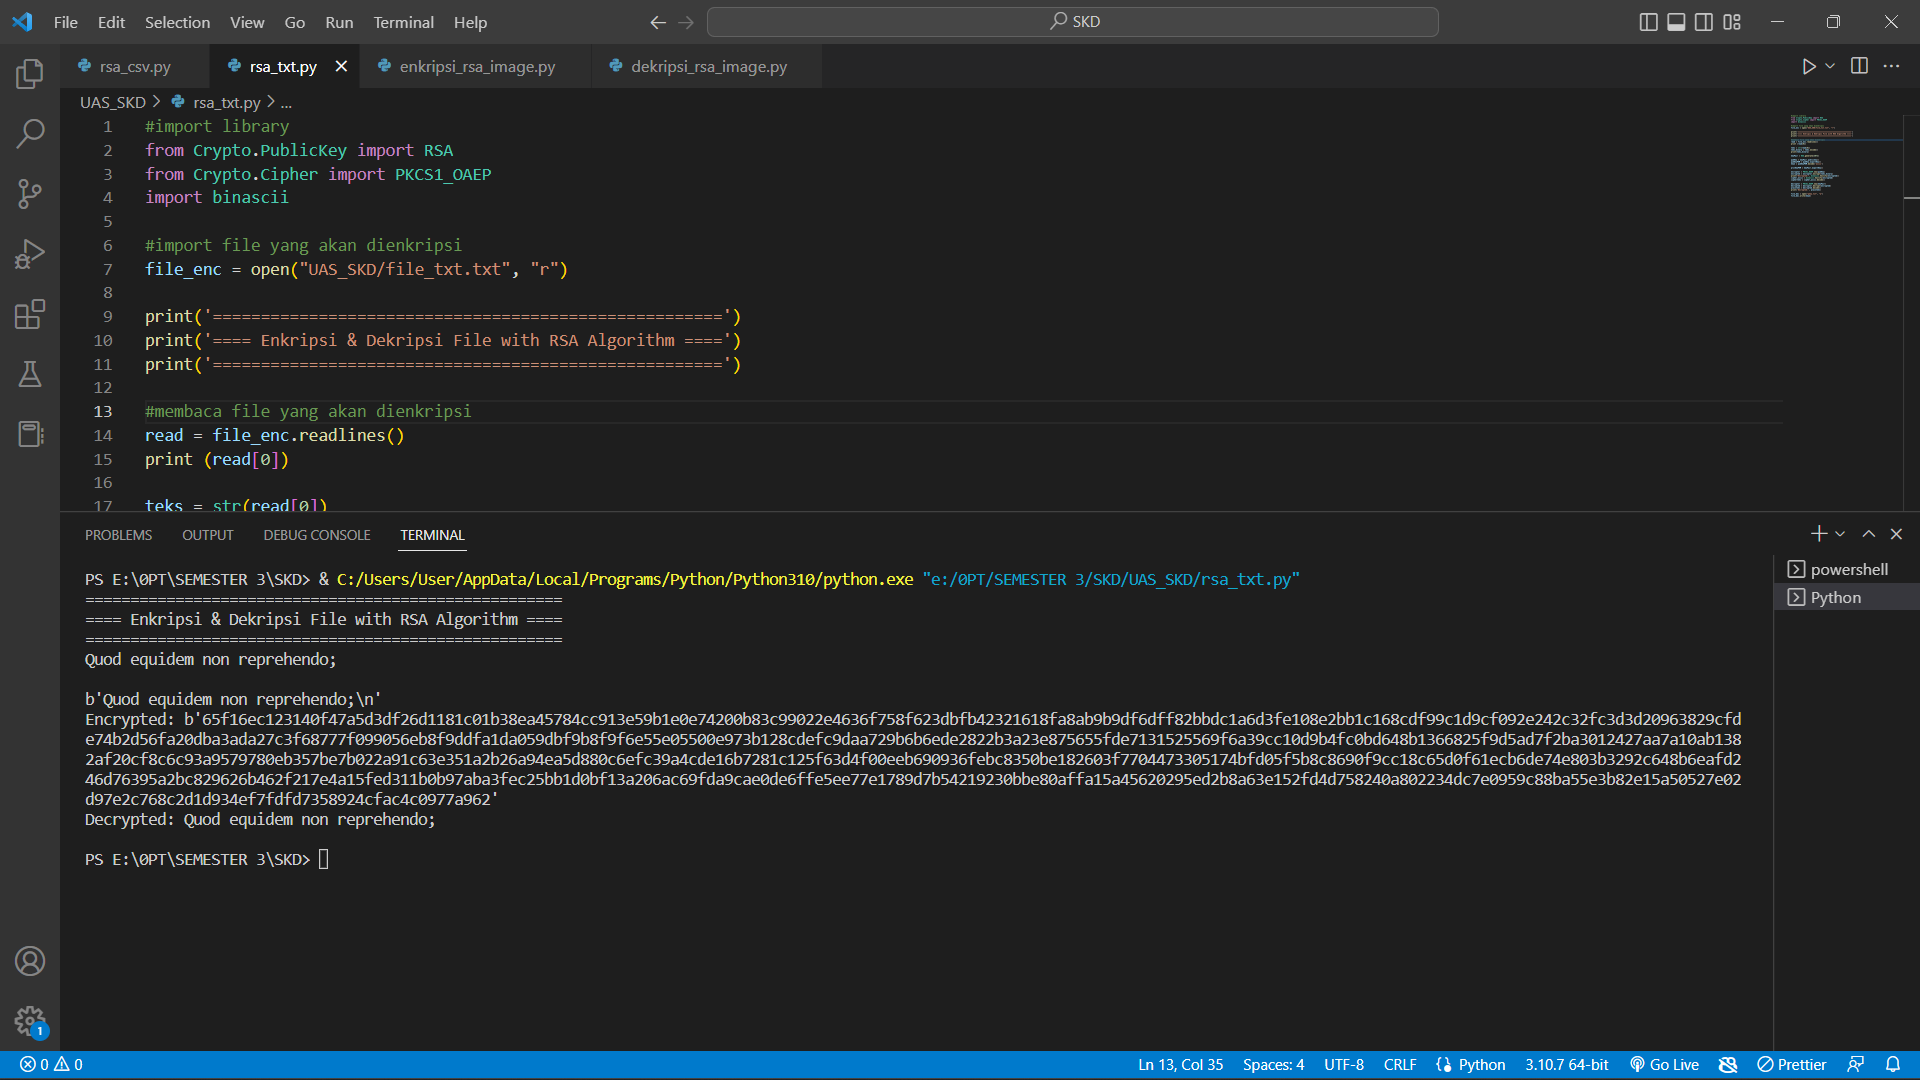 File Edit Selection View Go Run Terminal Help
SKD
rsa_csv.py
rsa_txt.py
enkripsi_rsa_image.py
dekripsi_rsa_image.py
UAS_SKD > rsa_txt.py > ...
1 #import library
2 from Crypto.PublicKey import RSA
3 from Crypto.Cipher import PKCS1_OAEP
4 import binascii
5
6 #import file yang akan dienkripsi
7 file_enc = open("UAS_SKD/file_txt.txt", "r")
8
9 print('=====================================================')
10 print('==== Enkripsi & Dekripsi File with RSA Algorithm ====')
11 print('=====================================================')
12
13 #membaca file yang akan dienkripsi
14 read = file_enc.readlines()
15 print (read[0])
16
17 teks = str(read[0])
PROBLEMS OUTPUT DEBUG CONSOLE TERMINAL
PS E:\0PT\SEMESTER 3\SKD> & C:/Users/User/AppData/Local/Programs/Python/Python310/python.exe "e:/0PT/SEMESTER 3/SKD/UAS_SKD/rsa_txt.py"
=====================================================
==== Enkripsi & Dekripsi File with RSA Algorithm ====
=====================================================
Quod equidem non reprehendo;
b'Quod equidem non reprehendo;\n'
Encrypted: b'65f16ec123140f47a5d3df26d1181c01b38ea45784cc913e59b1e0e74200b83c99022e4636f758f623dbfb42321618fa8ab9b9df6dff82bbdc1a6d3fe108e2bb1c168cdf99c1d9cf092e242c32fc3d3d20963829cfd
e74b2d56fa20dba3ada27c3f68777f099056eb8f9ddfa1da059dbf9b8f9f6e55e05500e973b128cdefc9daa729b6b6ede2822b3a23e875655fde7131525569f6a39cc10d9b4fc0bd648b1366825f9d5ad7f2ba3012427aa7a10ab138
2af20cf8c6c93a9579780eb357be7b022a91c63e351a2b26a94ea5d880c6efc39a4cde16b7281c125f63d4f00eeb690936febc8350be182603f7704473305174bfd05f5b8c8690f9cc18c65d0f61ecb6de74e803b3292c648b6eafd2
46d76395a2bc829626b462f217e4a15fed311b0b97aba3fec25bb1d0bf13a206ac69fda9cae0de6ffe5ee77e1789d7b54219230bbe80affa15a45620295ed2b8a63e152fd4d758240a802234dc7e0959c88ba55e3b82e15a50527e02
d97e2c768c2d1d934ef7fdfd7358924cfac4c0977a962'
Decrypted: Quod equidem non reprehendo;
PS E:\0PT\SEMESTER 3\SKD>
powershell
Python
1
0 0
Ln 13, Col 35 Spaces: 4 UTF-8 CRLF Python 3.10.7 64-bit Go Live Prettier